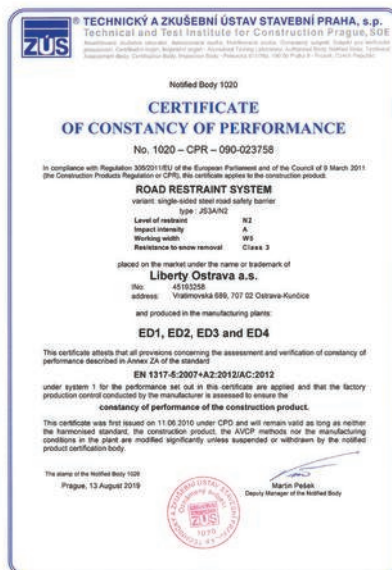 TZÚS
® TECHNICKÝ A ZKUŠEBNÍ ÚSTAV STAVEBNÍ PRAHA, s.p.
Technical and Test Institute for Construction Prague, SOE
Notified Body 1020
CERTIFICATE
OF CONSTANCY OF PERFORMANCE
No. 1020 – CPR – 090-023758
In compliance with Regulation 305/2011/EU of the European Parliament and of the Council of 9 March 2011
(the Construction Products Regulation or CPR), this certificate applies to the construction product:
ROAD RESTRAINT SYSTEM
variant: single-sided steel road safety barrier
type: JS3A/N2
Level of restraint N2
Impact intensity A
Working width W5
Resistance to snow removal Class 3
placed on the market under the name or trademark of
Liberty Ostrava a.s.
INo: 45193258
address: Vratimovská 689, 707 02 Ostrava-Kunčice
and produced in the manufacturing plants:
ED1, ED2, ED3 and ED4
This certificate attests that all provisions concerning the assessment and verification of constancy of
performance described in Annex ZA of the standard
EN 1317-5:2007+A2:2012/AC:2012
under system 1 for the performance set out in this certificate are applied and that the factory
production control conducted by the manufacturer is assessed to ensure the
constancy of performance of the construction product.
This certificate was first issued on 11.06.2010 under CPD and will remain valid as long as neither
the harmonised standard, the construction product, the AVCP methods nor the manufacturing
conditions in the plant are modified significantly unless suspended or withdrawn by the notified
product certification body.
The stamp of the Notified Body 1020
Prague, 13 August 2019
Martin Pešek
Deputy Manager of the Notified Body
TZÚS
1020